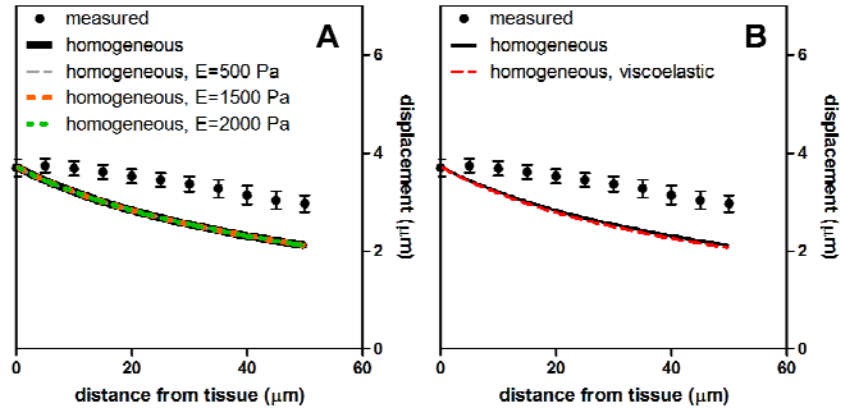 measured
homogeneous
homogeneous, E=500 Pa
homogeneous, E=1500 Pa
homogeneous, E=2000 Pa
A
6
4
2
0
displacement (μm)
0
20
40
60
distance from tissue (μm)
measured
homogeneous
homogeneous, viscoelastic
B
6
4
2
0
displacement (μm)
0
20
40
60
distance from tissue (μm)